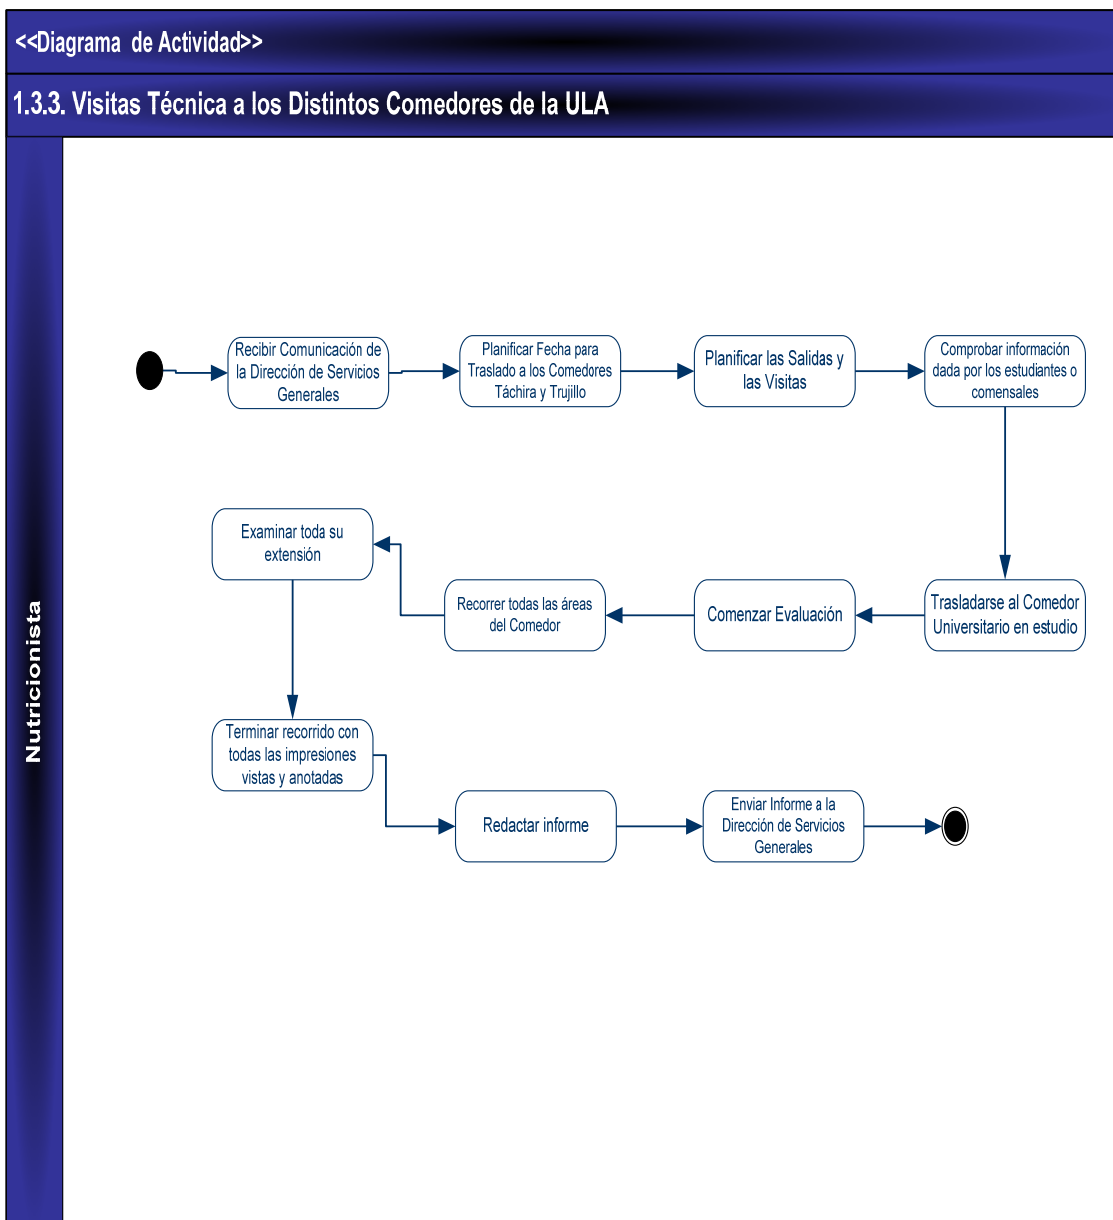 <<Diagrama de Actividad>>
1.3.3. Visitas Técnica a los Distintos Comedores de la ULA
Nutricionista
Recibir Comunicación de
la Dirección de Servicios
Generales
Planificar Fecha para
Traslado a los Comedores
Táchira y Trujillo
Planificar las Salidas y
las Visitas
Comprobar información
dada por los estudiantes o
comensales
Trasladarse al Comedor
Universitario en estudio
Comenzar Evaluación
Recorrer todas las áreas
del Comedor
Examinar toda su
extensión
Terminar recorrido con
todas las impresiones
vistas y anotadas
Redactar informe
Enviar Informe a la
Dirección de Servicios
Generales